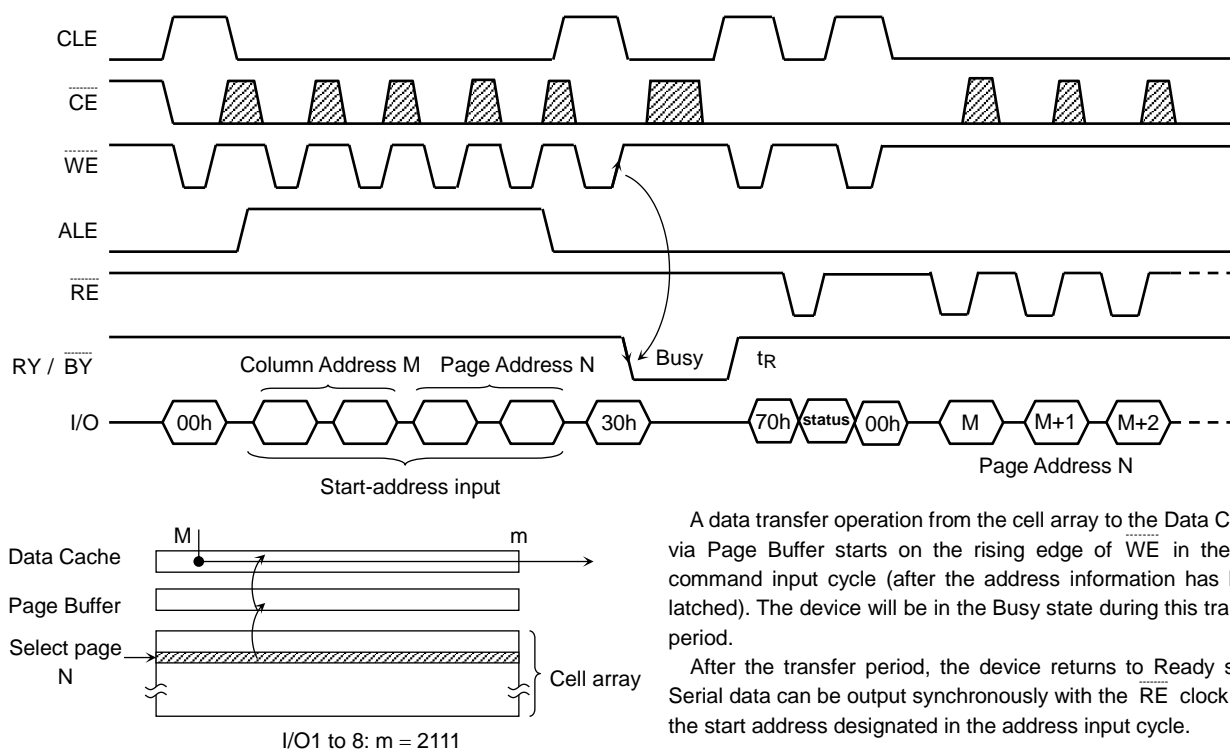 CLE
CE
WE
ALE
RE
RY / BY
Column Address M Page Address N Busy tR
I/O 00h 30h 70h status 00h M M+1 M+2
Start-address input
Page Address N
Data Cache
M
m
Page Buffer
Select page
N
Cell array
I/O1 to 8: m = 2111
A data transfer operation from the cell array to the Data C
via Page Buffer starts on the rising edge of WE in the
command input cycle (after the address information has
latched). The device will be in the Busy state during this tra
period.
After the transfer period, the device returns to Ready s
Serial data can be output synchronously with the RE clock
the start address designated in the address input cycle.